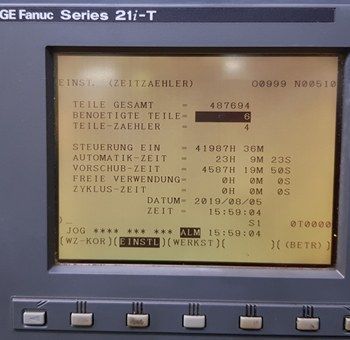 GE Fanuc Series 21i-T
EINST. (ZEITZAEHLER) O0999 N00510
TEILE GESAMT = 487694
BENOETIGTE TEILE= 6
TEILE-ZAEHLER = 4
STEUERUNG EIN = 41987H 36M
AUTOMATIK-ZEIT = 23H 9M 23S
VORSCHUB-ZEIT = 4587H 19M 50S
FREIE VERWENDUNG= 0H 0M 0S
ZYKLUS-ZEIT = 0H 0M 0S
DATUM= 2019/08/05
ZEIT = 15:59:04
)_ S1 0T0000
JOG **** *** *** ALM 15:59:04
(WZ-KOR)(EINSTL)(WERKST)( )( (BETR) )